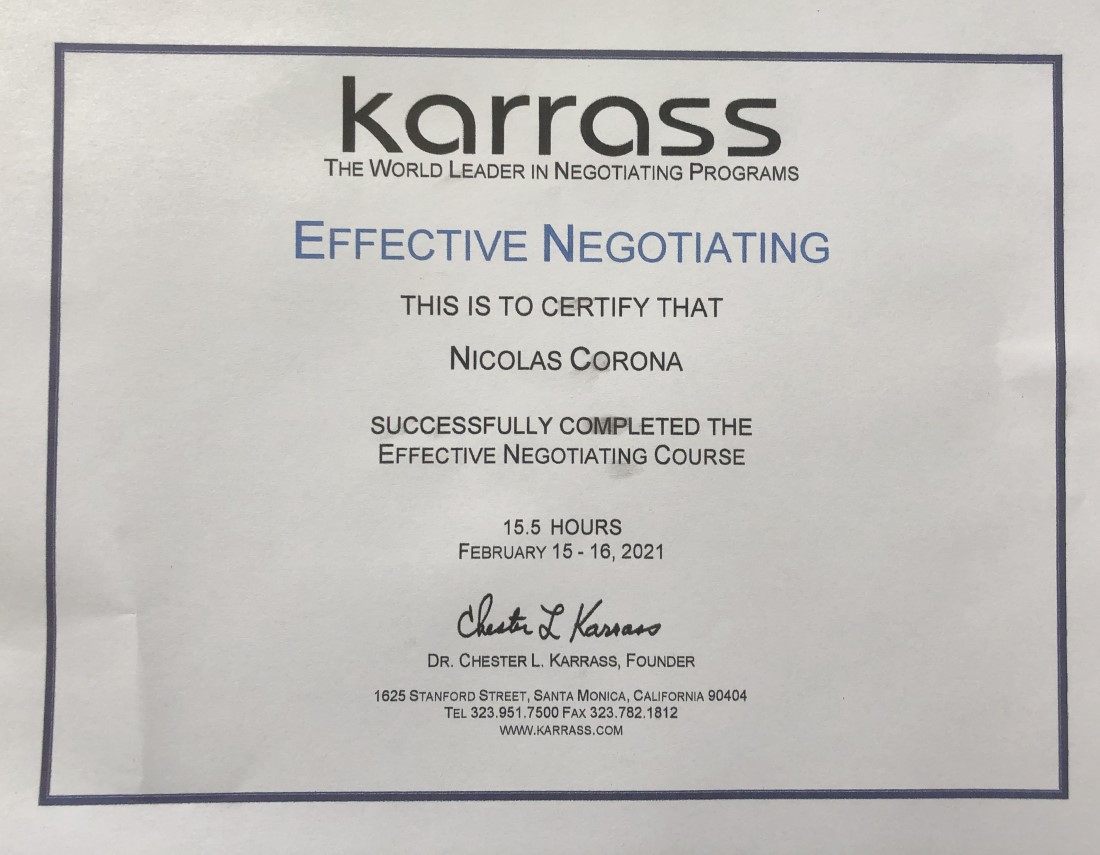 karrass
THE WORLD LEADER IN NEGOTIATING PROGRAMS
EFFECTIVE NEGOTIATING
THIS IS TO CERTIFY THAT
NICOLAS CORONA
SUCCESSFULLY COMPLETED THE
EFFECTIVE NEGOTIATING COURSE
15.5 HOURS
FEBRUARY 15 - 16, 2021
Chester L Karrass
DR. CHESTER L. KARRASS, FOUNDER
1625 STANFORD STREET, SANTA MONICA, CALIFORNIA 90404
TEL 323.951.7500 FAX 323.782.1812
WWW.KARRASS.COM